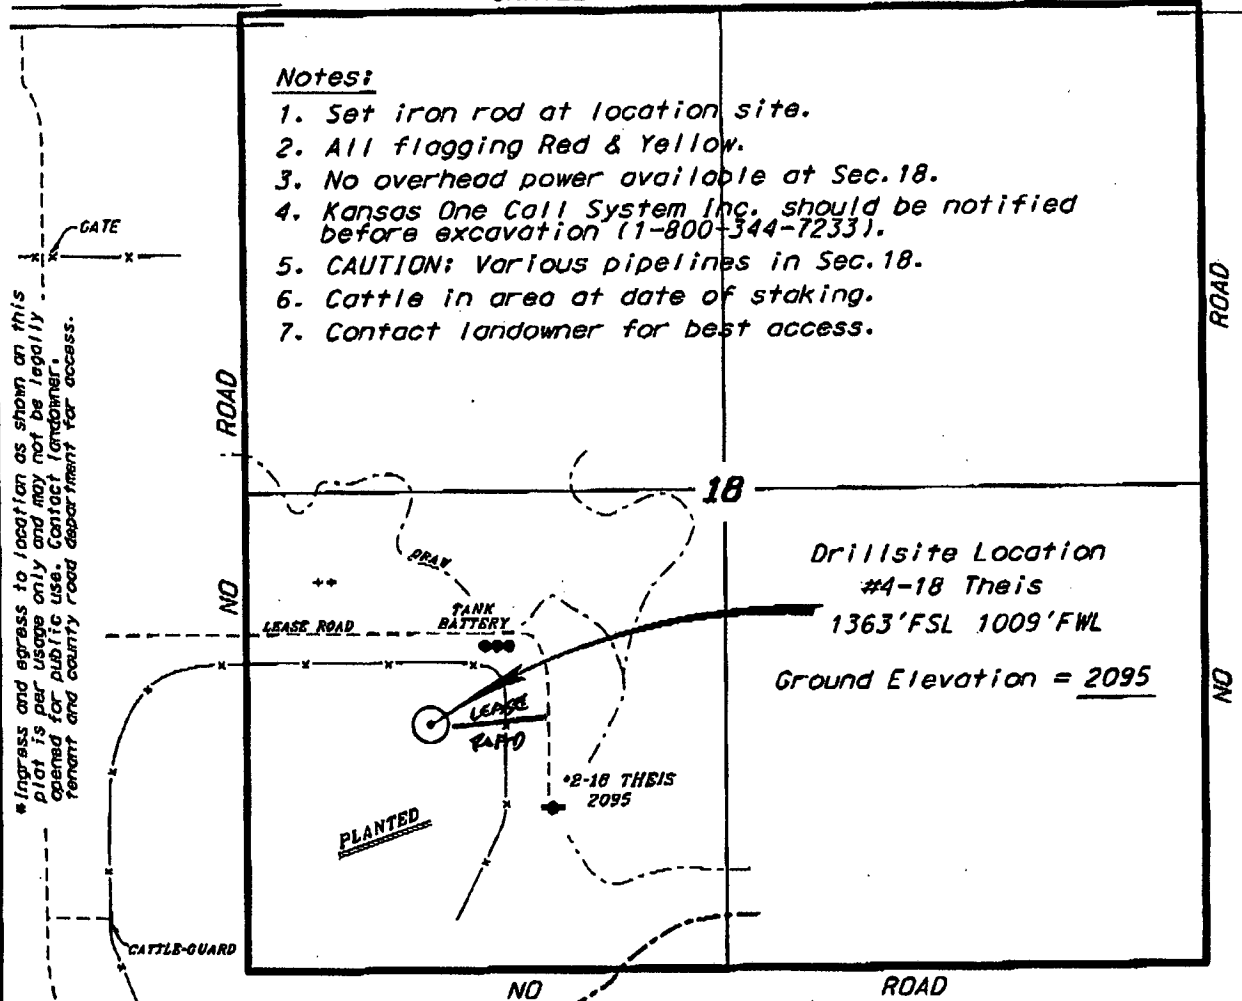 Notes:
1. Set iron rod at location site.
2. All flagging Red & Yellow.
3. No overhead power available at Sec. 18.
4. Kansas One Call System Inc. should be notified
before excavation (1-800-344-7233).
5. CAUTION: Various pipelines in Sec. 18.
6. Cattle in area at date of staking.
7. Contact landowner for best access.
GATE
*Ingress and egress to location as shown on this
plat is per usage only and may not be legally
opened for public use. Contact landowner,
tenant and county road department for access.
NO ROAD
NO ROAD
18
DRAW
LEASE ROAD
TANK
BATTERY
Drillsite Location
#4-18 Theis
1363'FSL 1009'FWL
Ground Elevation = 2095
LEASE
2-18 THEIS
2095
PLANTED
CATTLE-GUARD
NO ROAD